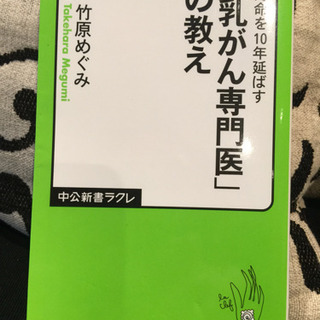 命を10年延ばす
乳がん専門医」
の教え
竹原めぐみ
Takehara Megumi
中公新書ラクレ